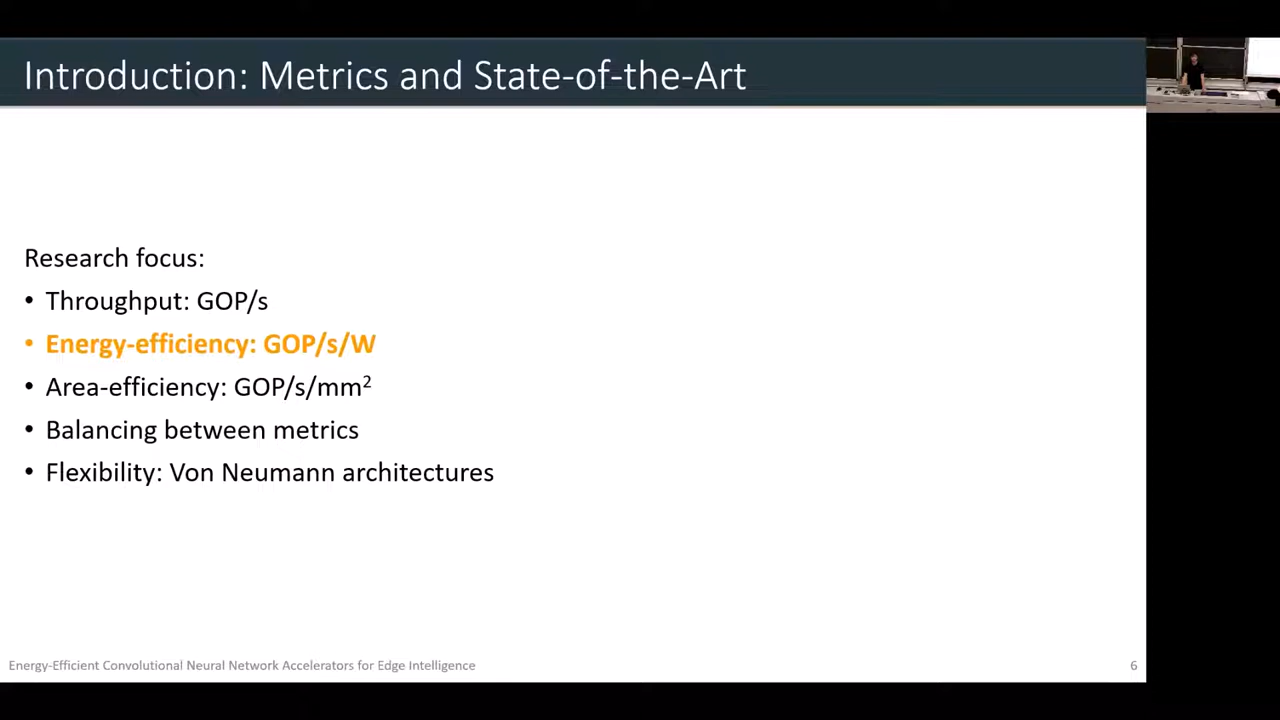 Introduction: Metrics and State-of-the-Art
Research focus:
• Throughput: GOP/s
• Energy-efficiency: GOP/s/W
• Area-efficiency: GOP/s/mm²
• Balancing between metrics
• Flexibility: Von Neumann architectures
Energy-Efficient Convolutional Neural Network Accelerators for Edge Intelligence
6